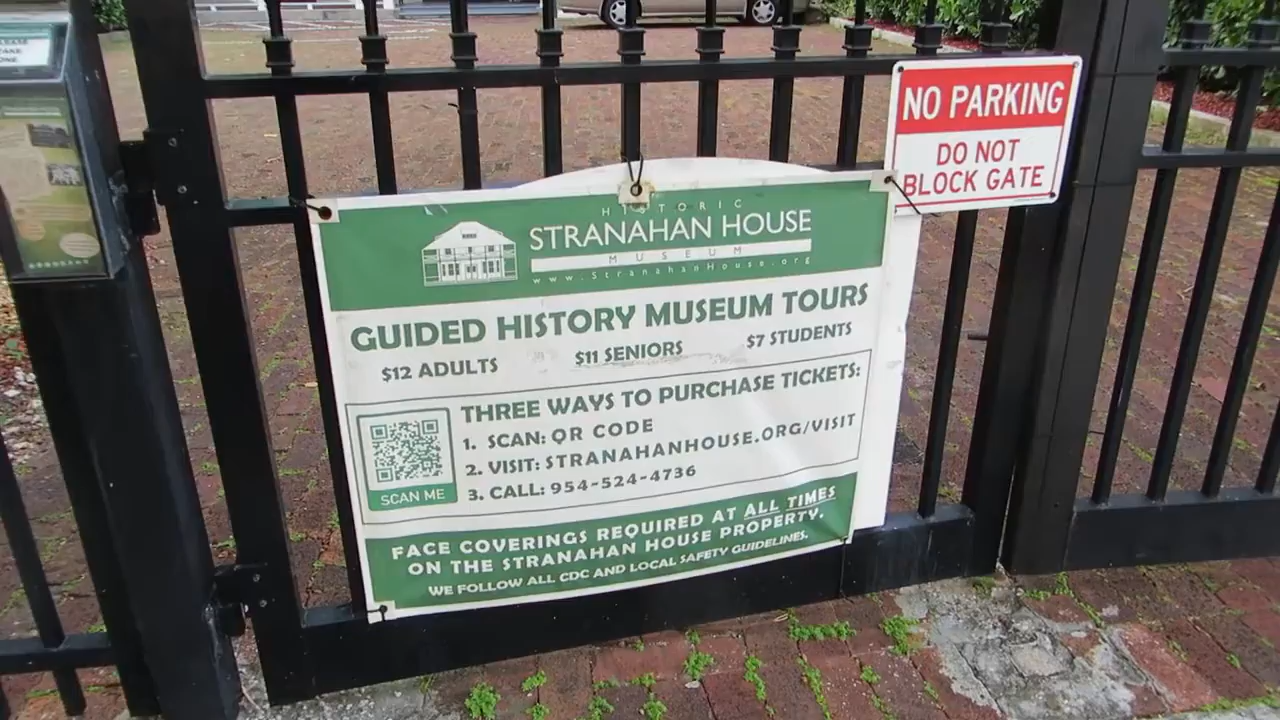 NO PARKING
DO NOT
BLOCK GATE
HISTORIC
STRANAHAN HOUSE
MUSEUM
www.StranahanHouse.org
GUIDED HISTORY MUSEUM TOURS
$12 ADULTS $11 SENIORS $7 STUDENTS
THREE WAYS TO PURCHASE TICKETS:
1. SCAN: QR CODE
2. VISIT: STRANAHANHOUSE.ORG/VISIT
3. CALL: 954-524-4736
SCAN ME
FACE COVERINGS REQUIRED AT ALL TIMES
ON THE STRANAHAN HOUSE PROPERTY.
WE FOLLOW ALL CDC AND LOCAL SAFETY GUIDELINES.